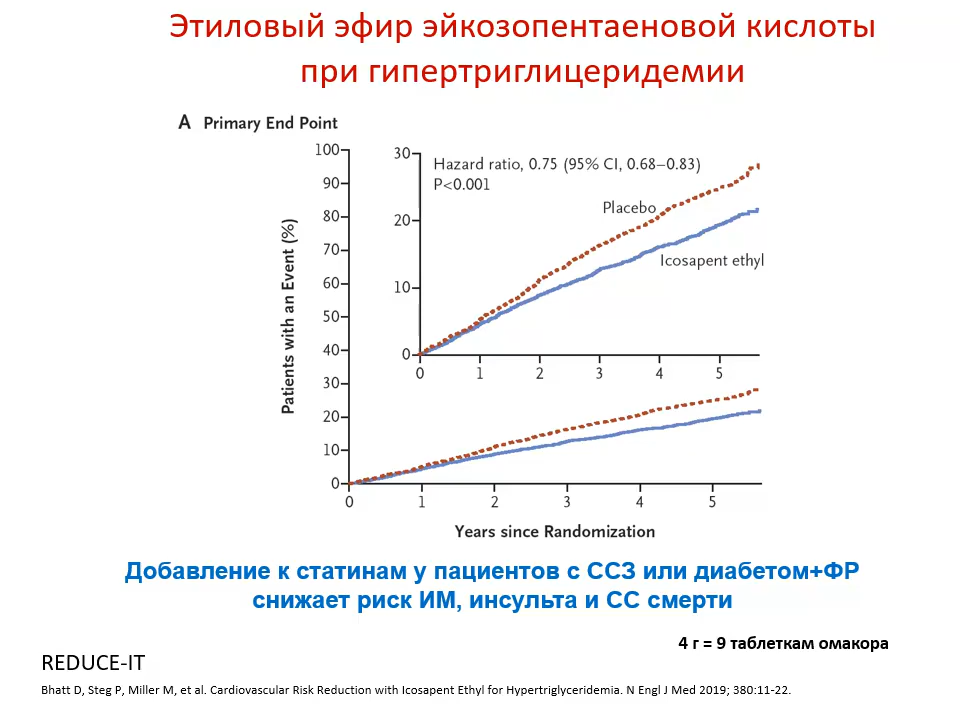 Этиловый эфир эйкозопентаеновой кислоты
при гипертриглицеридемии
A Primary End Point
Patients with an Event (%)
100
90
80
70
60
50
40
30
20
10
0
0 1 2 3 4 5
Years since Randomization
30
20
10
0
0 1 2 3 4 5
Hazard ratio, 0.75 (95% CI, 0.68–0.83)
P<0.001
Placebo
Icosapent ethyl
Добавление к статинам у пациентов с ССЗ или диабетом+ФР
снижает риск ИМ, инсульта и СС смерти
4 г = 9 таблеткам омакора
REDUCE-IT
Bhatt D, Steg P, Miller M, et al. Cardiovascular Risk Reduction with Icosapent Ethyl for Hypertriglyceridemia. N Engl J Med 2019; 380:11-22.